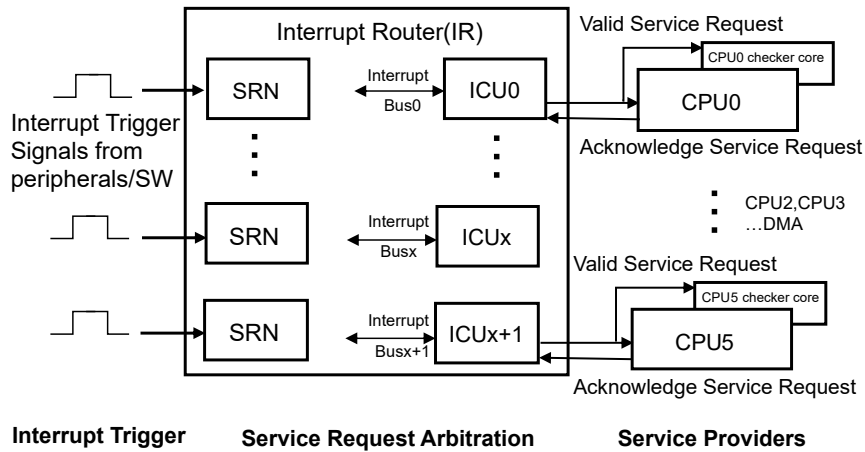 Interrupt Router(IR)
Valid Service Request
CPU0 checker core
SRN
Interrupt
Bus0
ICU0
CPU0
Interrupt Trigger
Signals from
peripherals/SW
Acknowledge Service Request
CPU2,CPU3
…DMA
SRN
Interrupt
Busx
ICUx
Valid Service Request
CPU5 checker core
SRN
Interrupt
Busx+1
ICUx+1
CPU5
Acknowledge Service Request
Interrupt Trigger
Service Request Arbitration
Service Providers